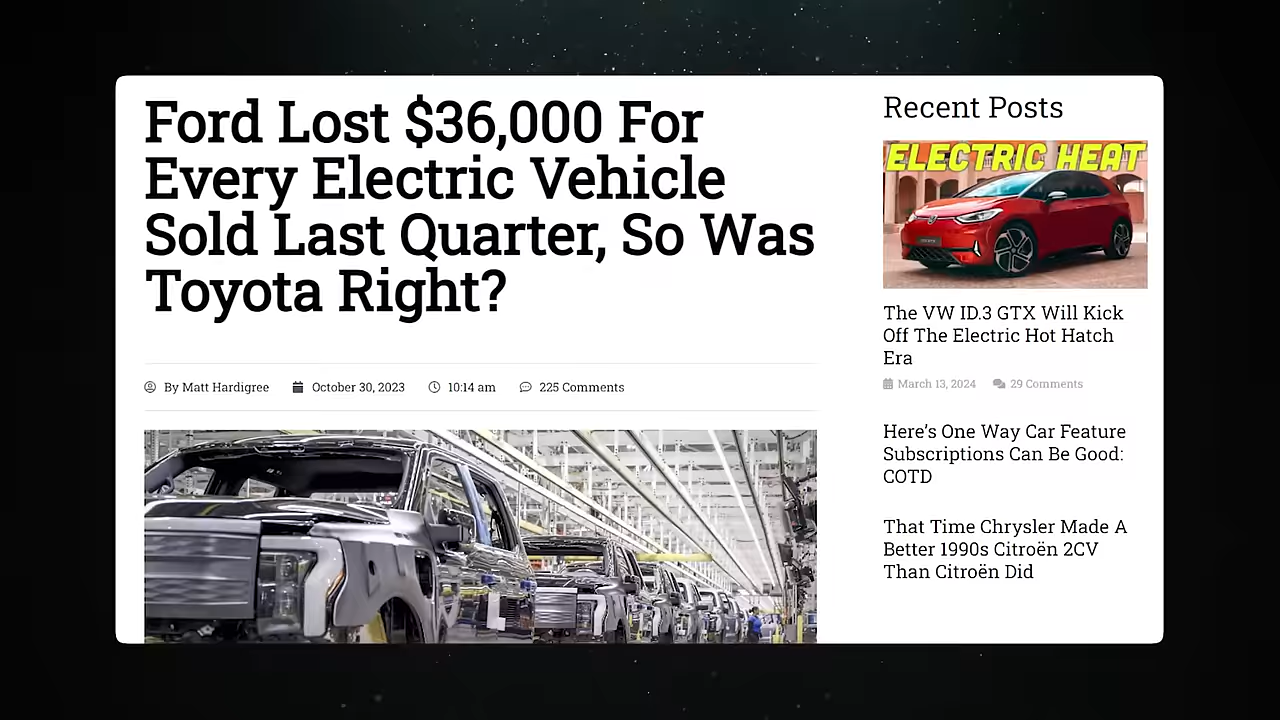 Ford Lost $36,000 For
Every Electric Vehicle
Sold Last Quarter, So Was
Toyota Right?
By Matt Hardigree October 30, 2023 10:14 am 225 Comments
Recent Posts
ELECTRIC HEAT
The VW ID.3 GTX Will Kick
Off The Electric Hot Hatch
Era
March 13, 2024 29 Comments
Here's One Way Car Feature
Subscriptions Can Be Good:
COTD
That Time Chrysler Made A
Better 1990s Citroën 2CV
Than Citroën Did